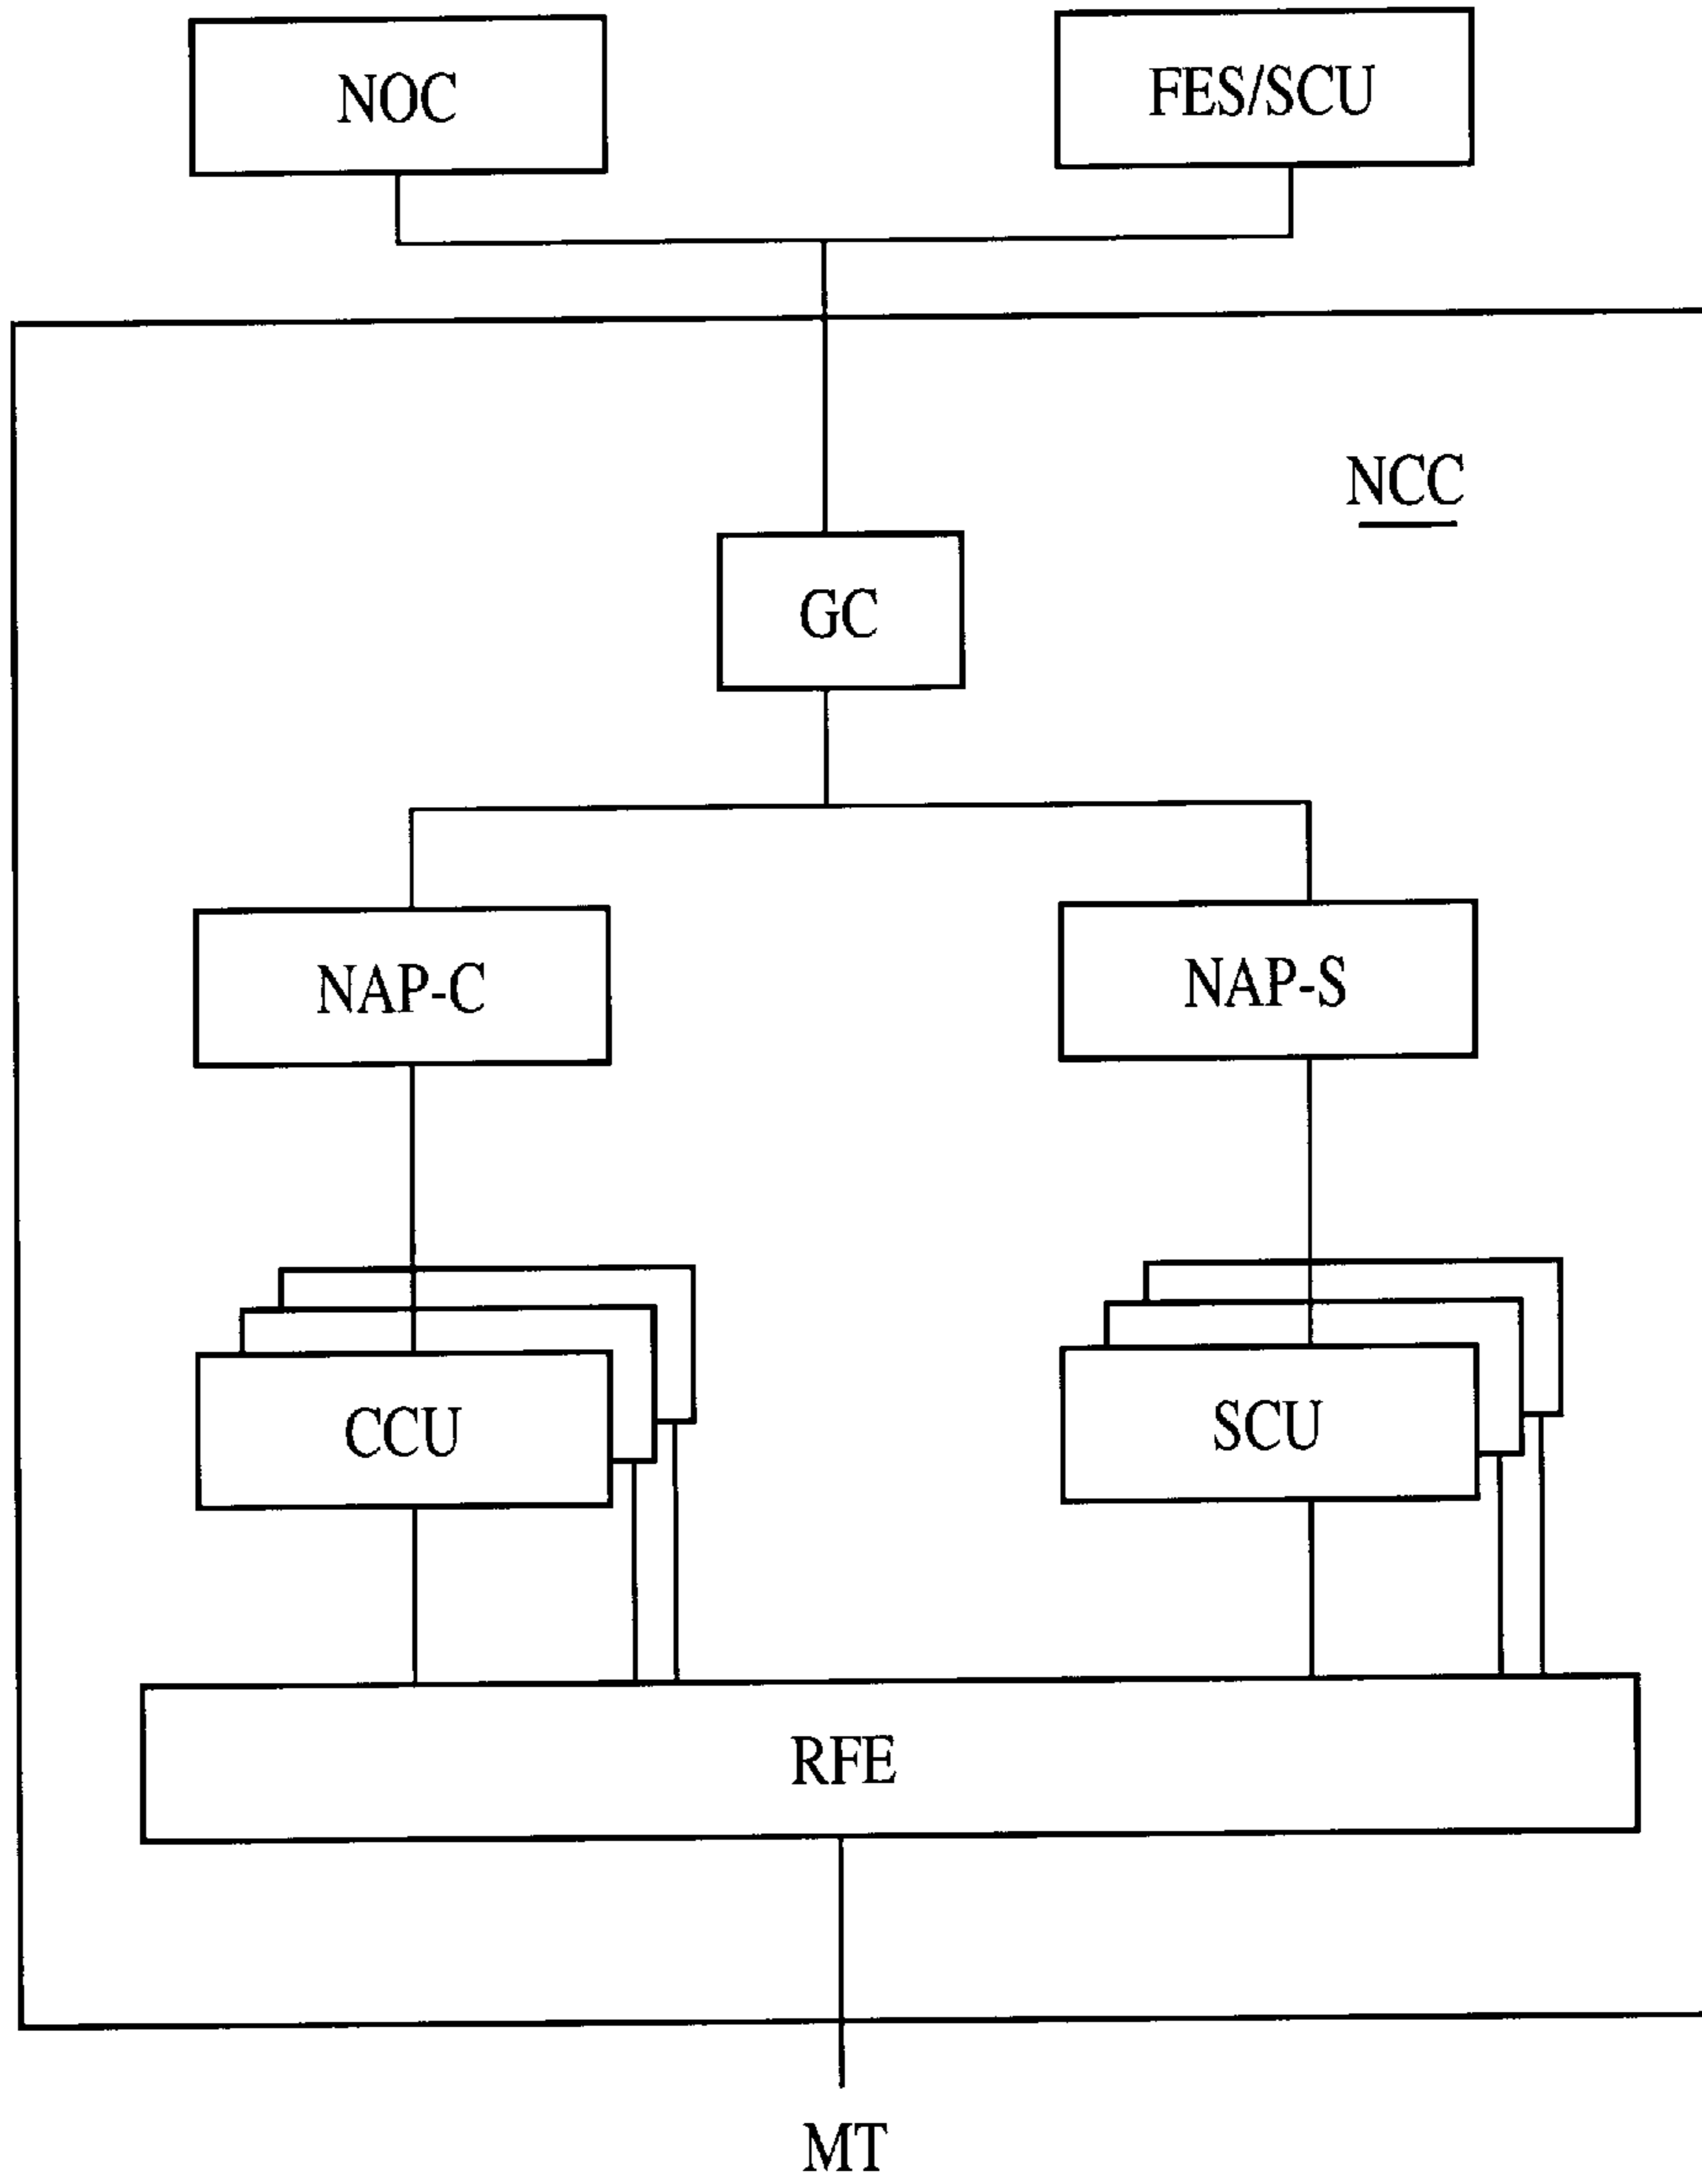 NOC
FES/SCU
NCC
GC
NAP-C
NAP-S
CCU
SCU
RFE
MT